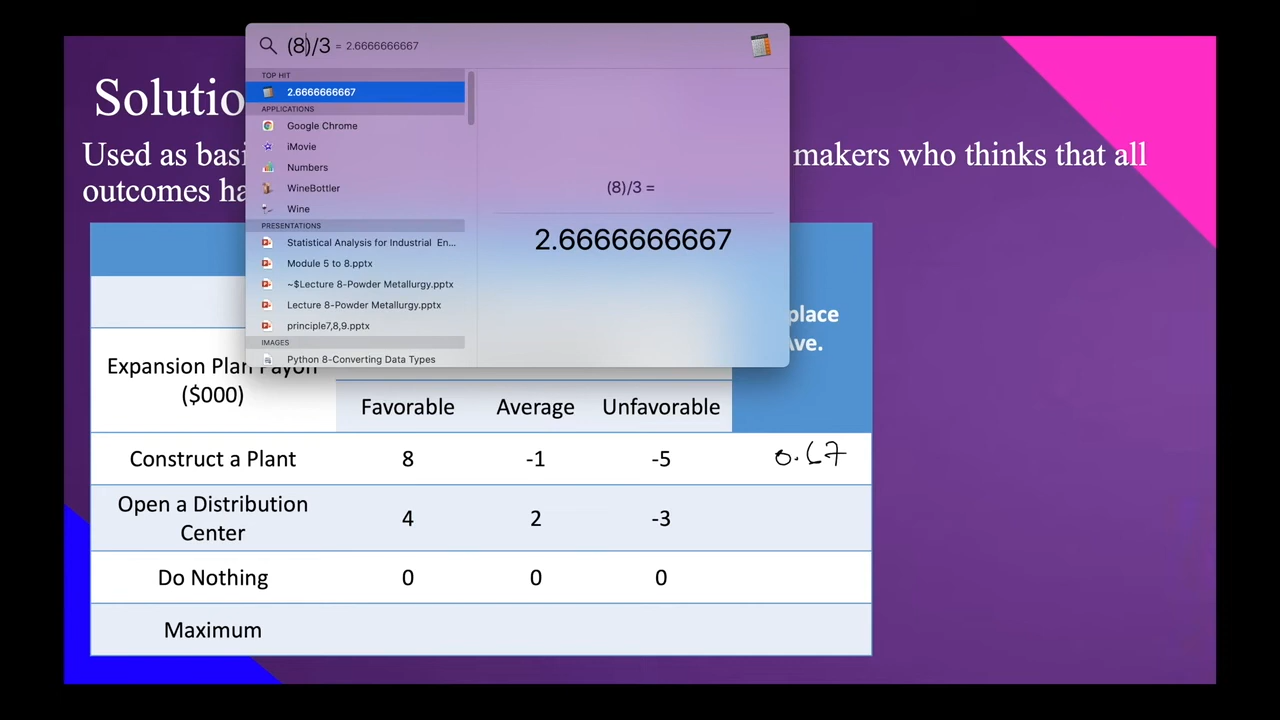 (8)/3 = 2.6666666667
TOP HIT
2.6666666667
APPLICATIONS
Google Chrome
iMovie
Numbers
WineBottler
Wine
PRESENTATIONS
Statistical Analysis for Industrial En...
Module 5 to 8.pptx
~$Lecture 8-Powder Metallurgy.pptx
Lecture 8-Powder Metallurgy.pptx
principle7,8,9.pptx
IMAGES
Python 8-Converting Data Types
(8)/3 =
2.6666666667
Solutio
Used as basi makers who thinks that all
outcomes ha
place
Ave.
Expansion Plan Payoff
($000)
Favorable Average Unfavorable
Construct a Plant 8 -1 -5 0.67
Open a Distribution
Center 4 2 -3
Do Nothing 0 0 0
Maximum